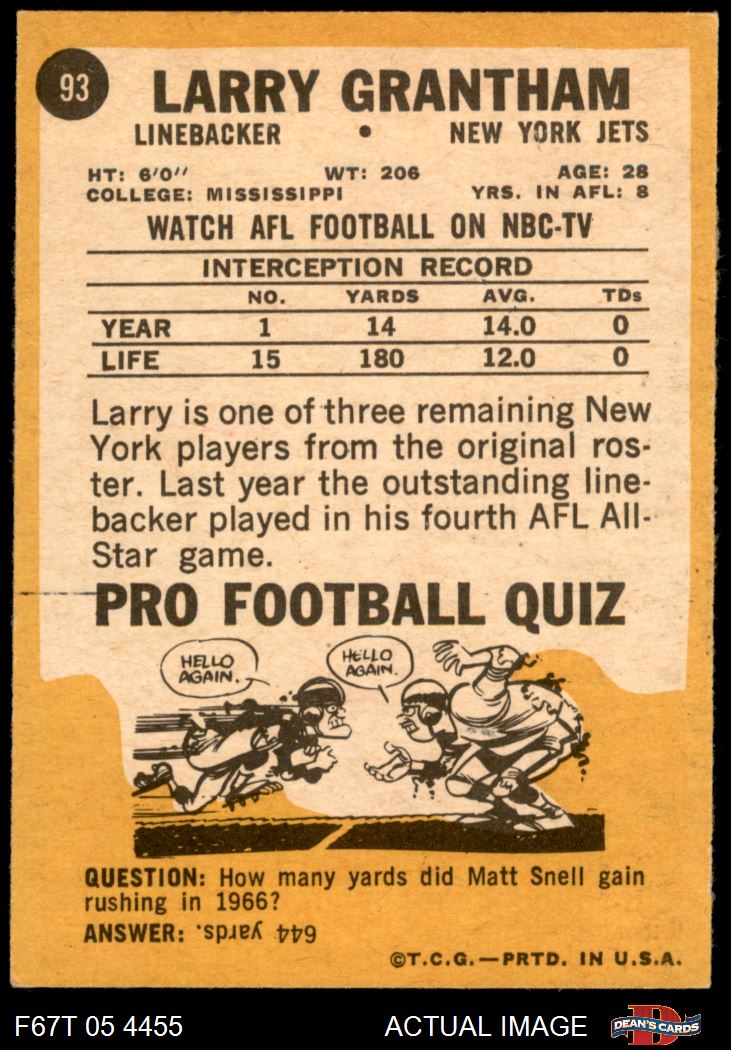 93
LARRY GRANTHAM
LINEBACKER • NEW YORK JETS
HT: 6'0" WT: 206 AGE: 28
COLLEGE: MISSISSIPPI YRS. IN AFL: 8
WATCH AFL FOOTBALL ON NBC-TV
INTERCEPTION RECORD
NO. YARDS AVG. TDs
YEAR 1 14 14.0 0
LIFE 15 180 12.0 0
Larry is one of three remaining New
York players from the original ros-
ter. Last year the outstanding line-
backer played in his fourth AFL All-
Star game.
PRO FOOTBALL QUIZ
HELLO
AGAIN.
HELLO
AGAIN.
QUESTION: How many yards did Matt Snell gain
rushing in 1966?
ANSWER: 644 yards.
©T.C.G.—PRTD. IN U.S.A.
F67T 05 4455 ACTUAL IMAGE
D
DEAN'S CARDS